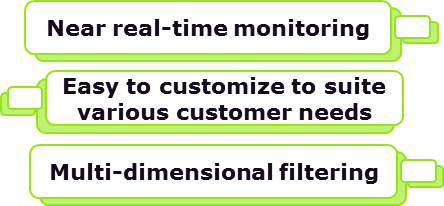 Near real-time monitoring
Easy to customize to suite
various customer needs
Multi-dimensional filtering